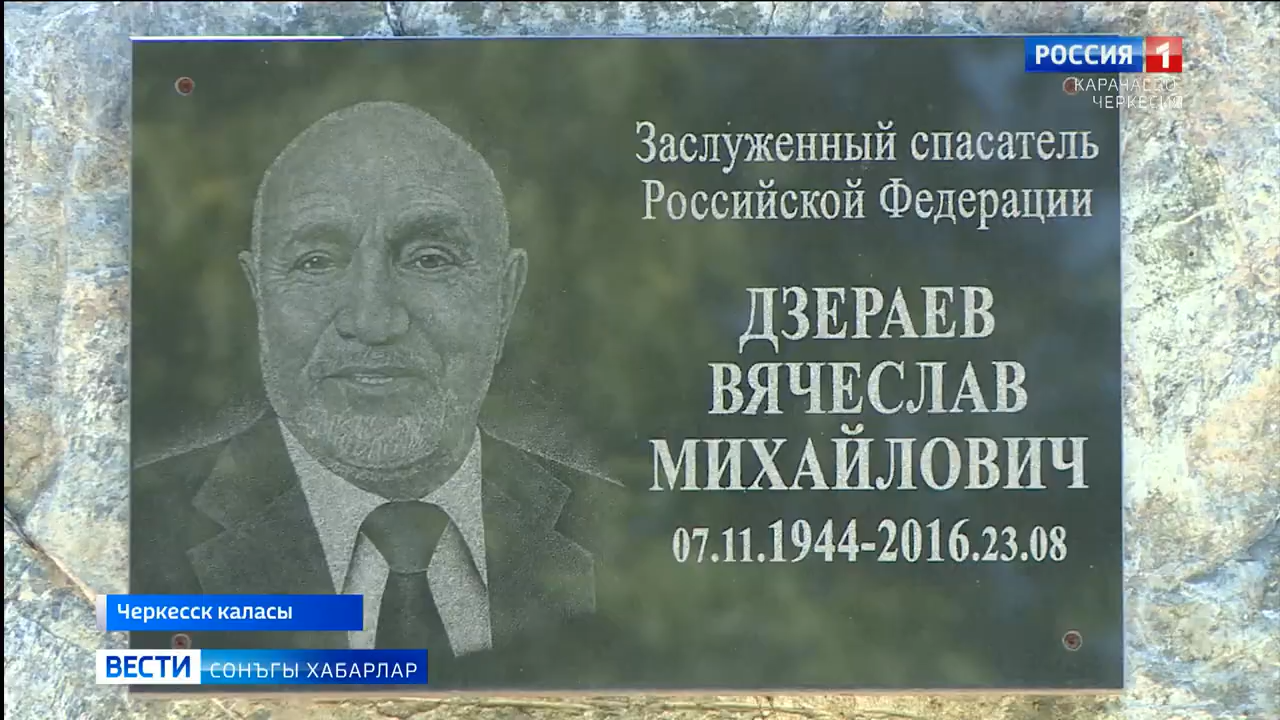 РОССИЯ 1
КАРАЧАЕВО
ЧЕРКЕСИЯ
Заслуженный спасатель
Российской Федерации
ДЗЕРАЕВ
ВЯЧЕСЛАВ
МИХАЙЛОВИЧ
07.11.1944-2016.23.08
Черкесск каласы
ВЕСТИ СОНЪГЫ ХАБАРЛАР